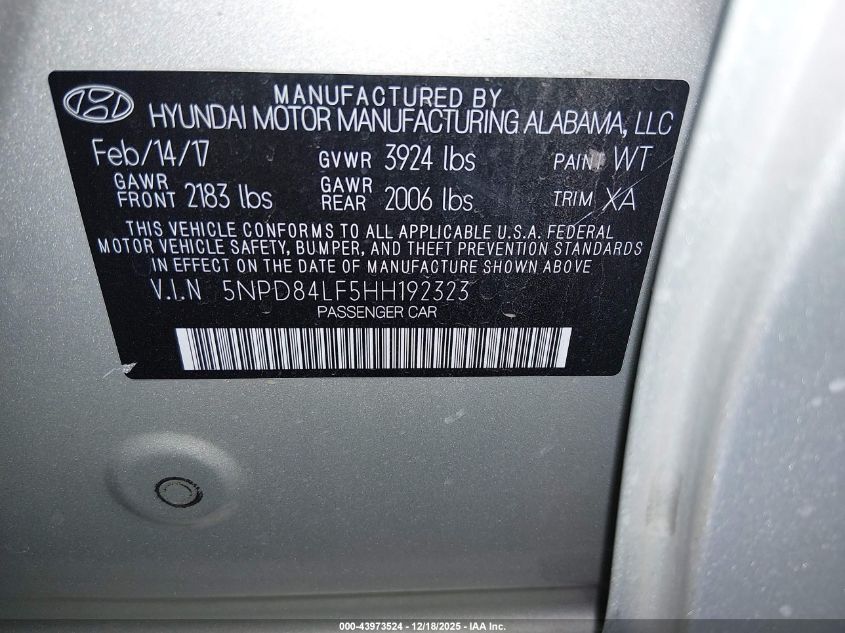 MANUFACTURED BY
HYUNDAI MOTOR MANUFACTURING ALABAMA, LLC
Feb/14/17 GVWR 3924 lbs PAINT WT
GAWR FRONT 2183 lbs GAWR REAR 2006 lbs TRIM XA
THIS VEHICLE CONFORMS TO ALL APPLICABLE U.S.A. FEDERAL
MOTOR VEHICLE SAFETY, BUMPER, AND THEFT PREVENTION STANDARDS
IN EFFECT ON THE DATE OF MANUFACTURE SHOWN ABOVE
V.I.N 5NPD84LF5HH192323
PASSENGER CAR
000-43973524 - 12/18/2025 - IAA Inc.